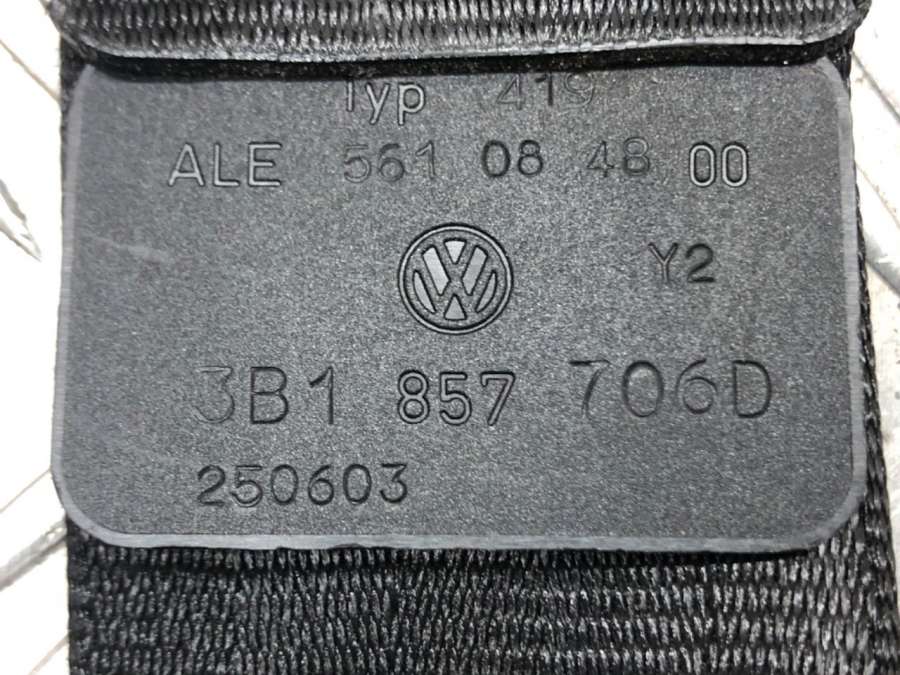 Typ 419
ALE 561 08 48 00
Y2
3B1 857 706D
250603